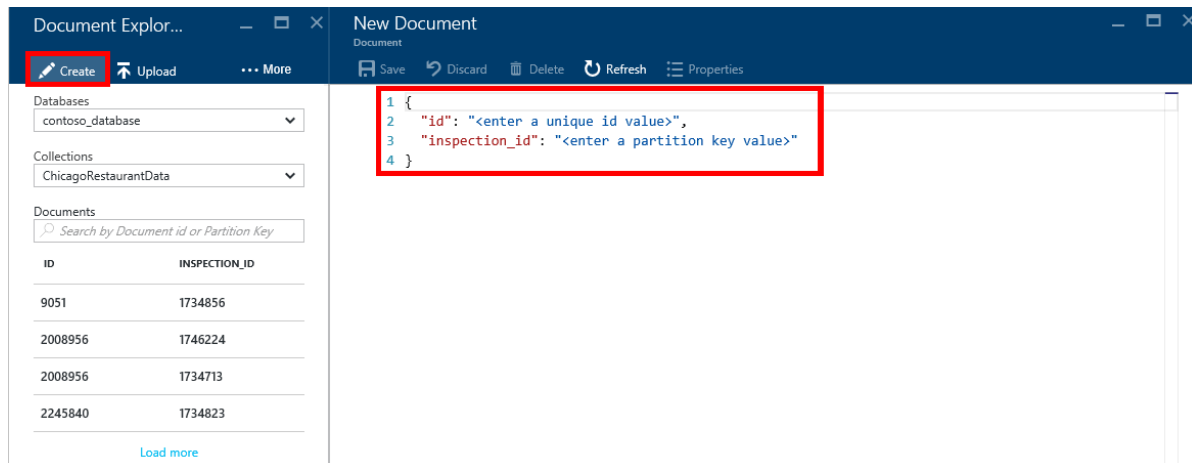 Document Explor...
Create Upload ••• More
Databases
contoso_database
Collections
ChicagoRestaurantData
Documents
Search by Document id or Partition Key
ID INSPECTION_ID
9051 1734856
2008956 1746224
2008956 1734713
2245840 1734823
Load more
New Document
Document
Save Discard Delete Refresh Properties
1 {
2 "id": "<enter a unique id value>",
3 "inspection_id": "<enter a partition key value>"
4 }